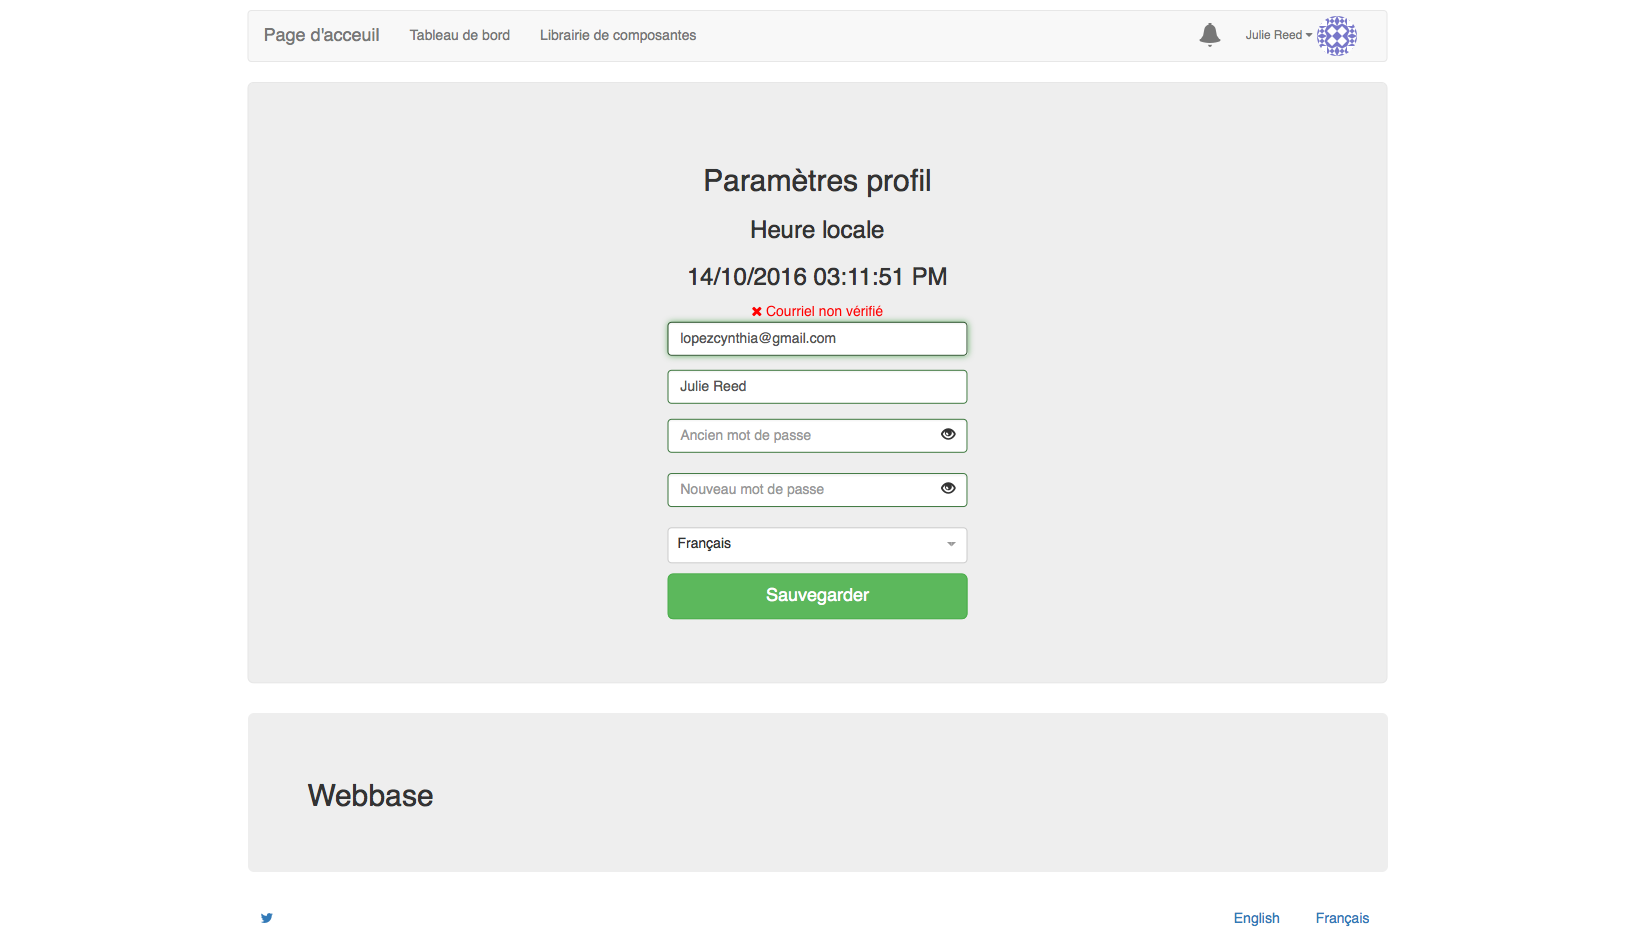 Page d'acceuil Tableau de bord Librairie de composantes Julie Reed
Paramètres profil
Heure locale
14/10/2016 03:11:51 PM
Courriel non vérifié
lopezcynthia@gmail.com
Julie Reed
Ancien mot de passe
Nouveau mot de passe
Français
Sauvegarder
Webbase
English Français